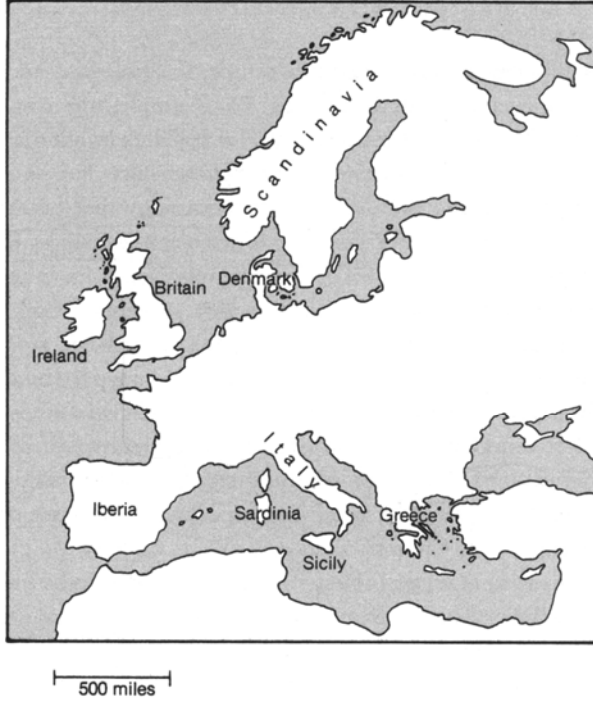 Scandinavia
Denmark
Britain
Ireland
Italy
Iberia
Sardinia
Greece
Sicily
500 miles